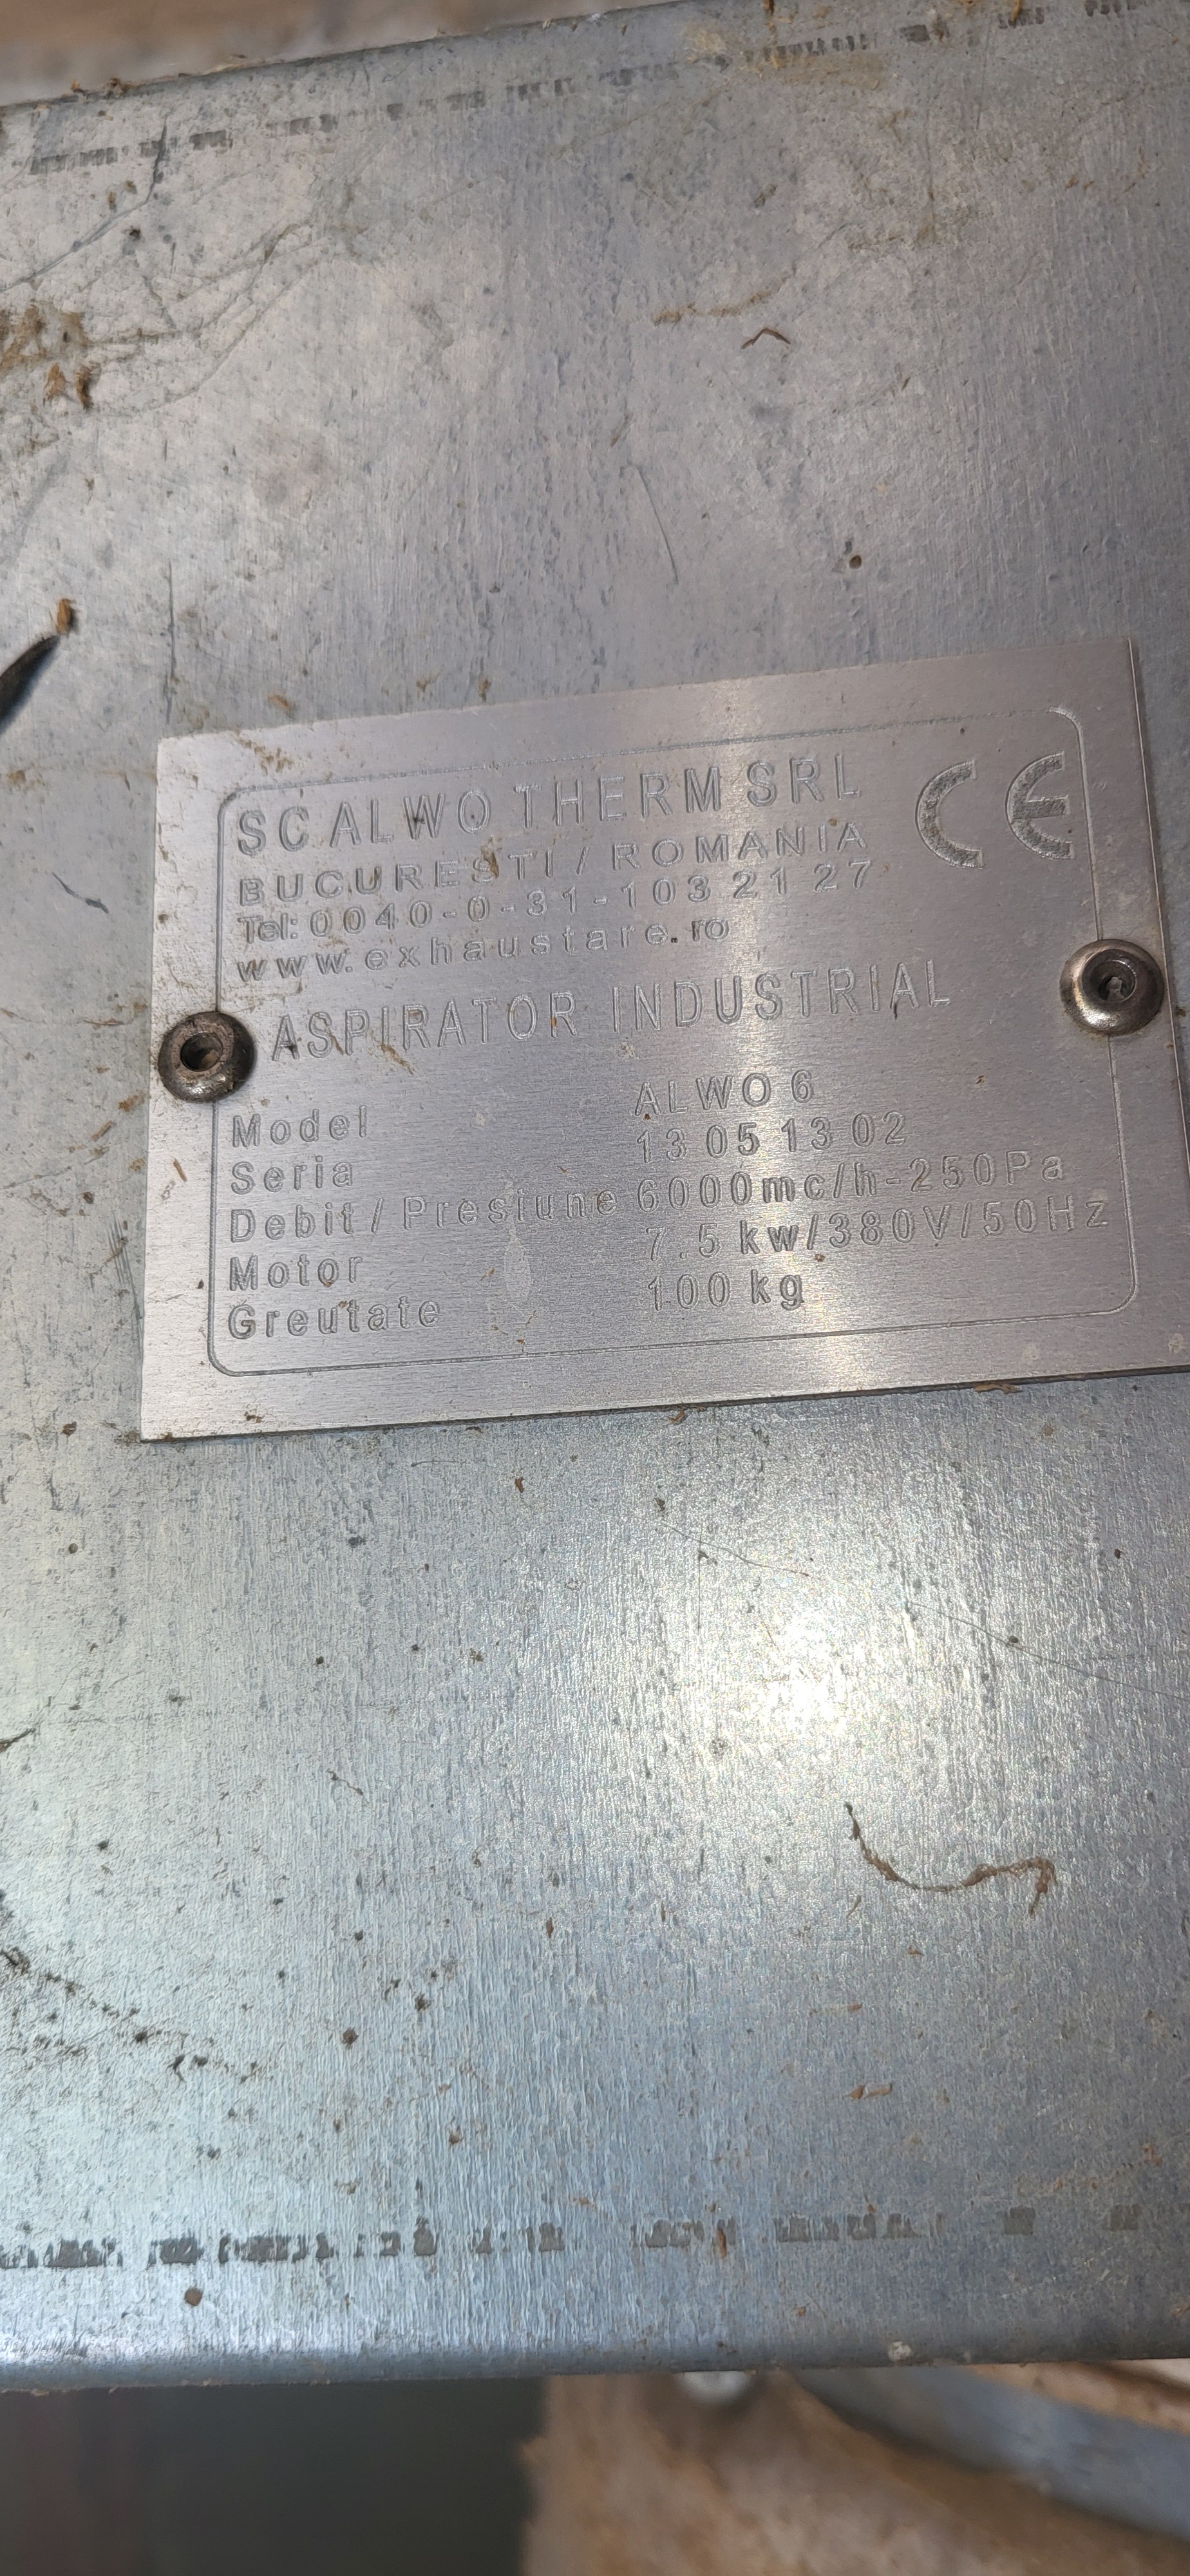 SC ALWO THERM SRL CE
BUCURESTI / ROMANIA
Tel: 0040-0-31-103 21 27
www.exhaustare.ro
ASPIRATOR INDUSTRIAL
Model ALWO 6
Seria 13 05 13 02
Debit / Presiune 6000mc/h-250Pa
Motor 7.5 kw/380V/50Hz
Greutate 100 kg